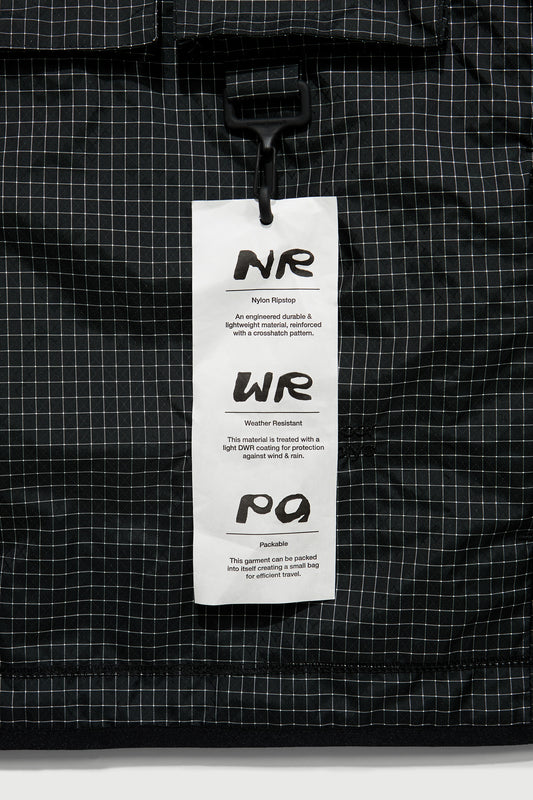 NR
Nylon Ripstop
An engineered durable &
lightweight material, reinforced
with a crosshatch pattern.
WR
Weather Resistant
This material is treated with a
light DWR coating for protection
against wind & rain.
Pa
Packable
This garment can be packed
into itself creating a small bag
for efficient travel.